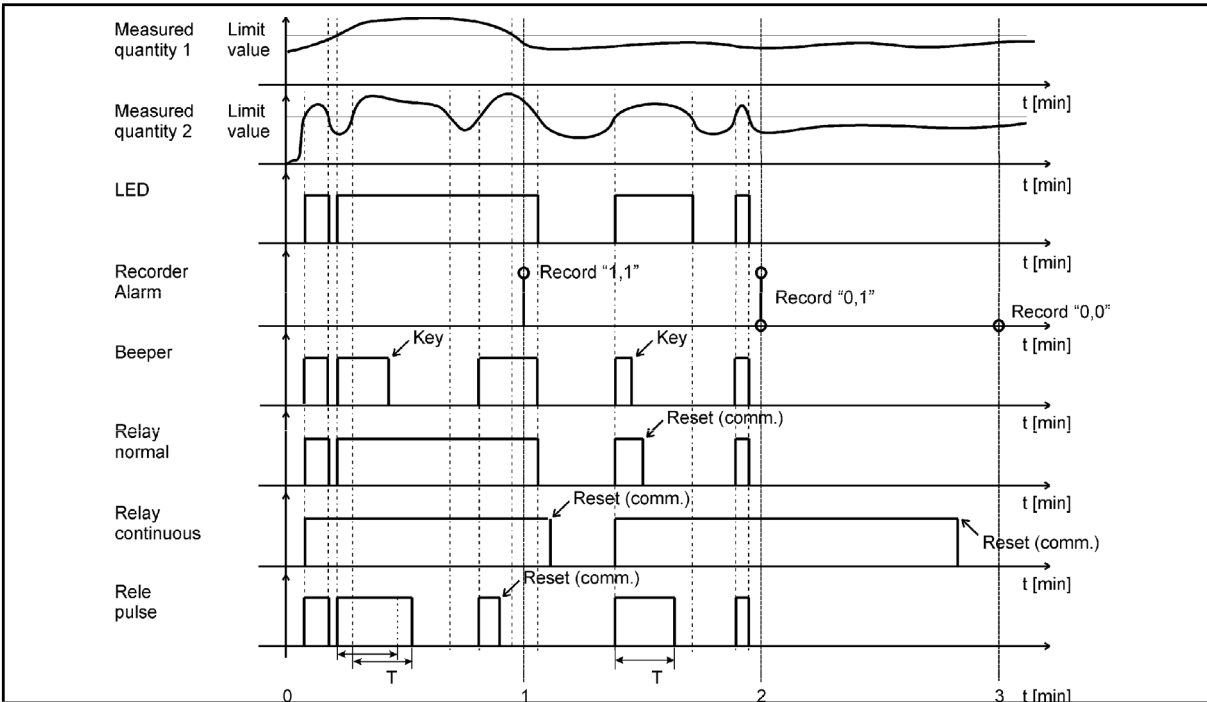 Measured Limit
quantity 1 value
t [min]
Measured Limit
quantity 2 value
t [min]
LED
t [min]
Recorder
Alarm
Record “1,1”
Record “0,1”
Record “0,0”
t [min]
Beeper
Key
Key
t [min]
Relay
normal
Reset (comm.)
t [min]
Relay
continuous
Reset (comm.)
Reset (comm.)
t [min]
Rele
pulse
Reset (comm.)
T
T
0 1 2 3 t [min]